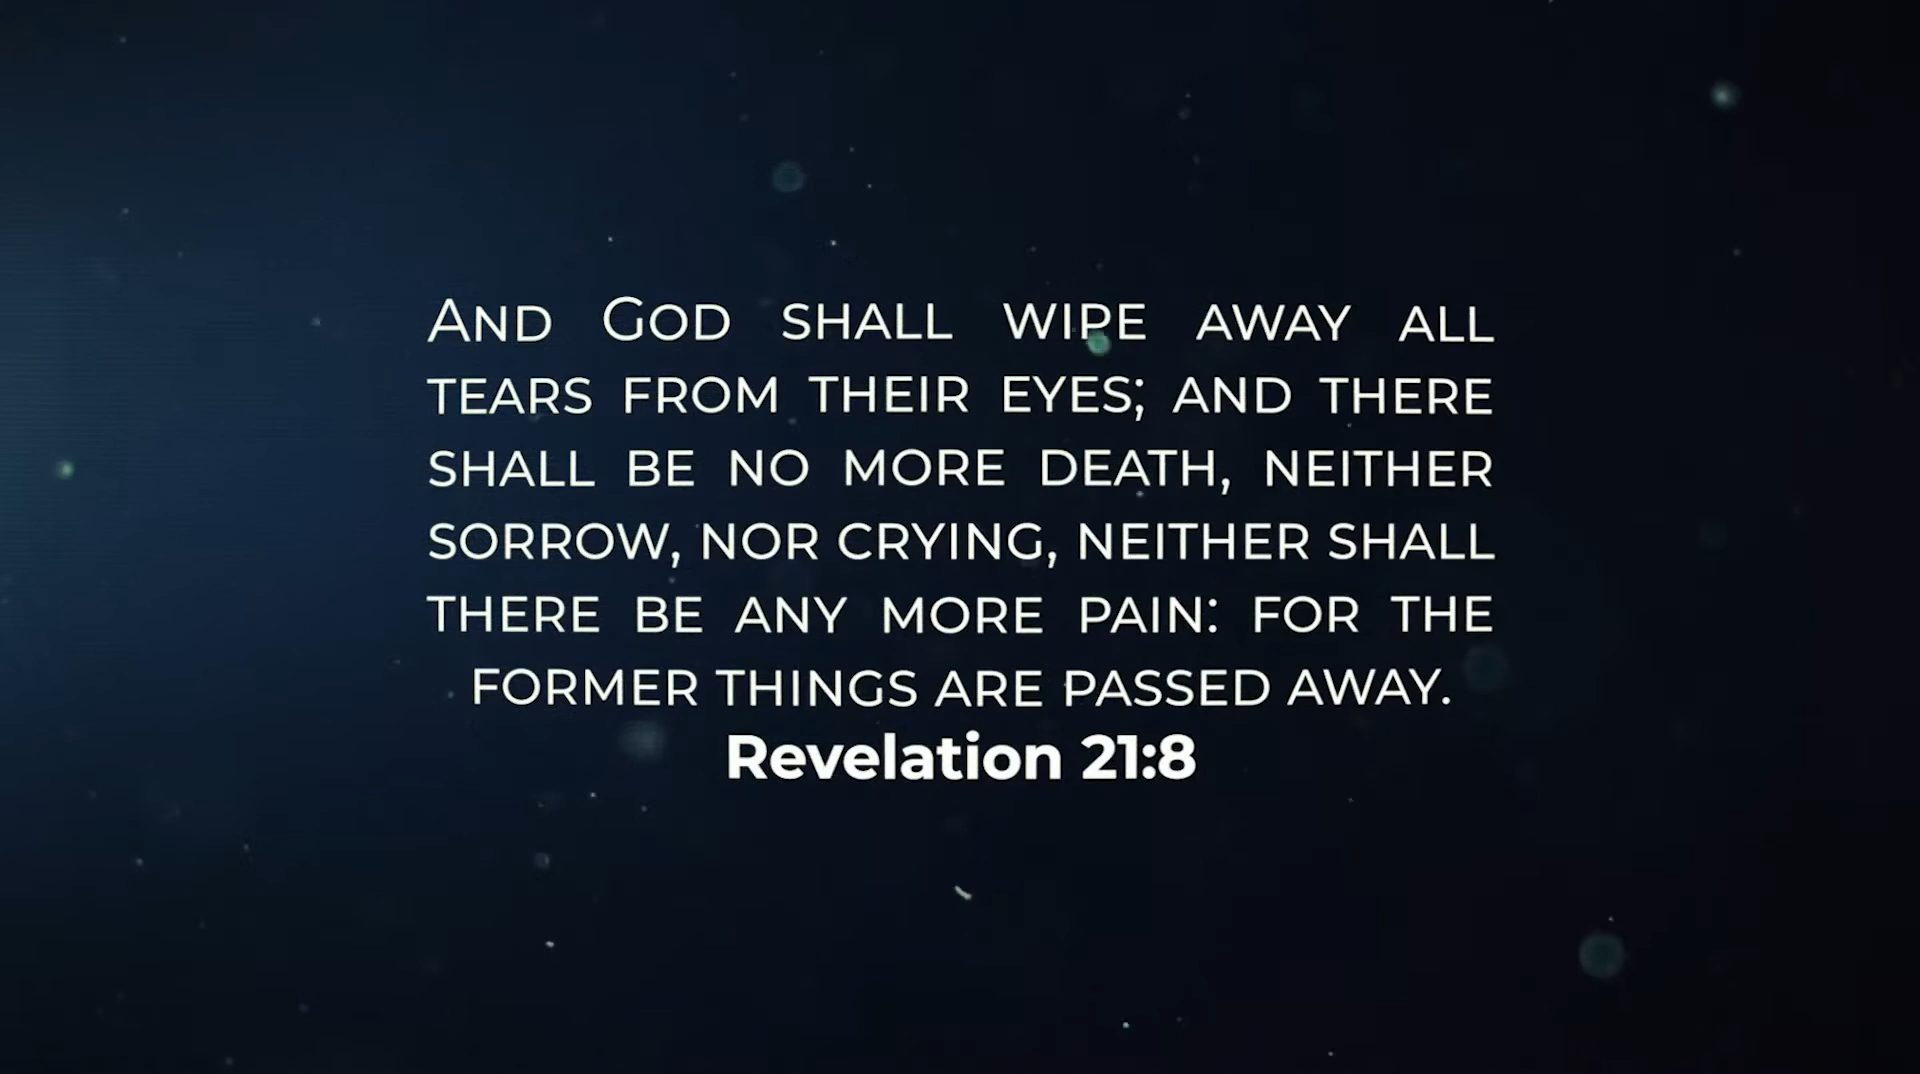 And God shall wipe away all
tears from their eyes; and there
shall be no more death, neither
sorrow, nor crying, neither shall
there be any more pain: for the
former things are passed away.
Revelation 21:8